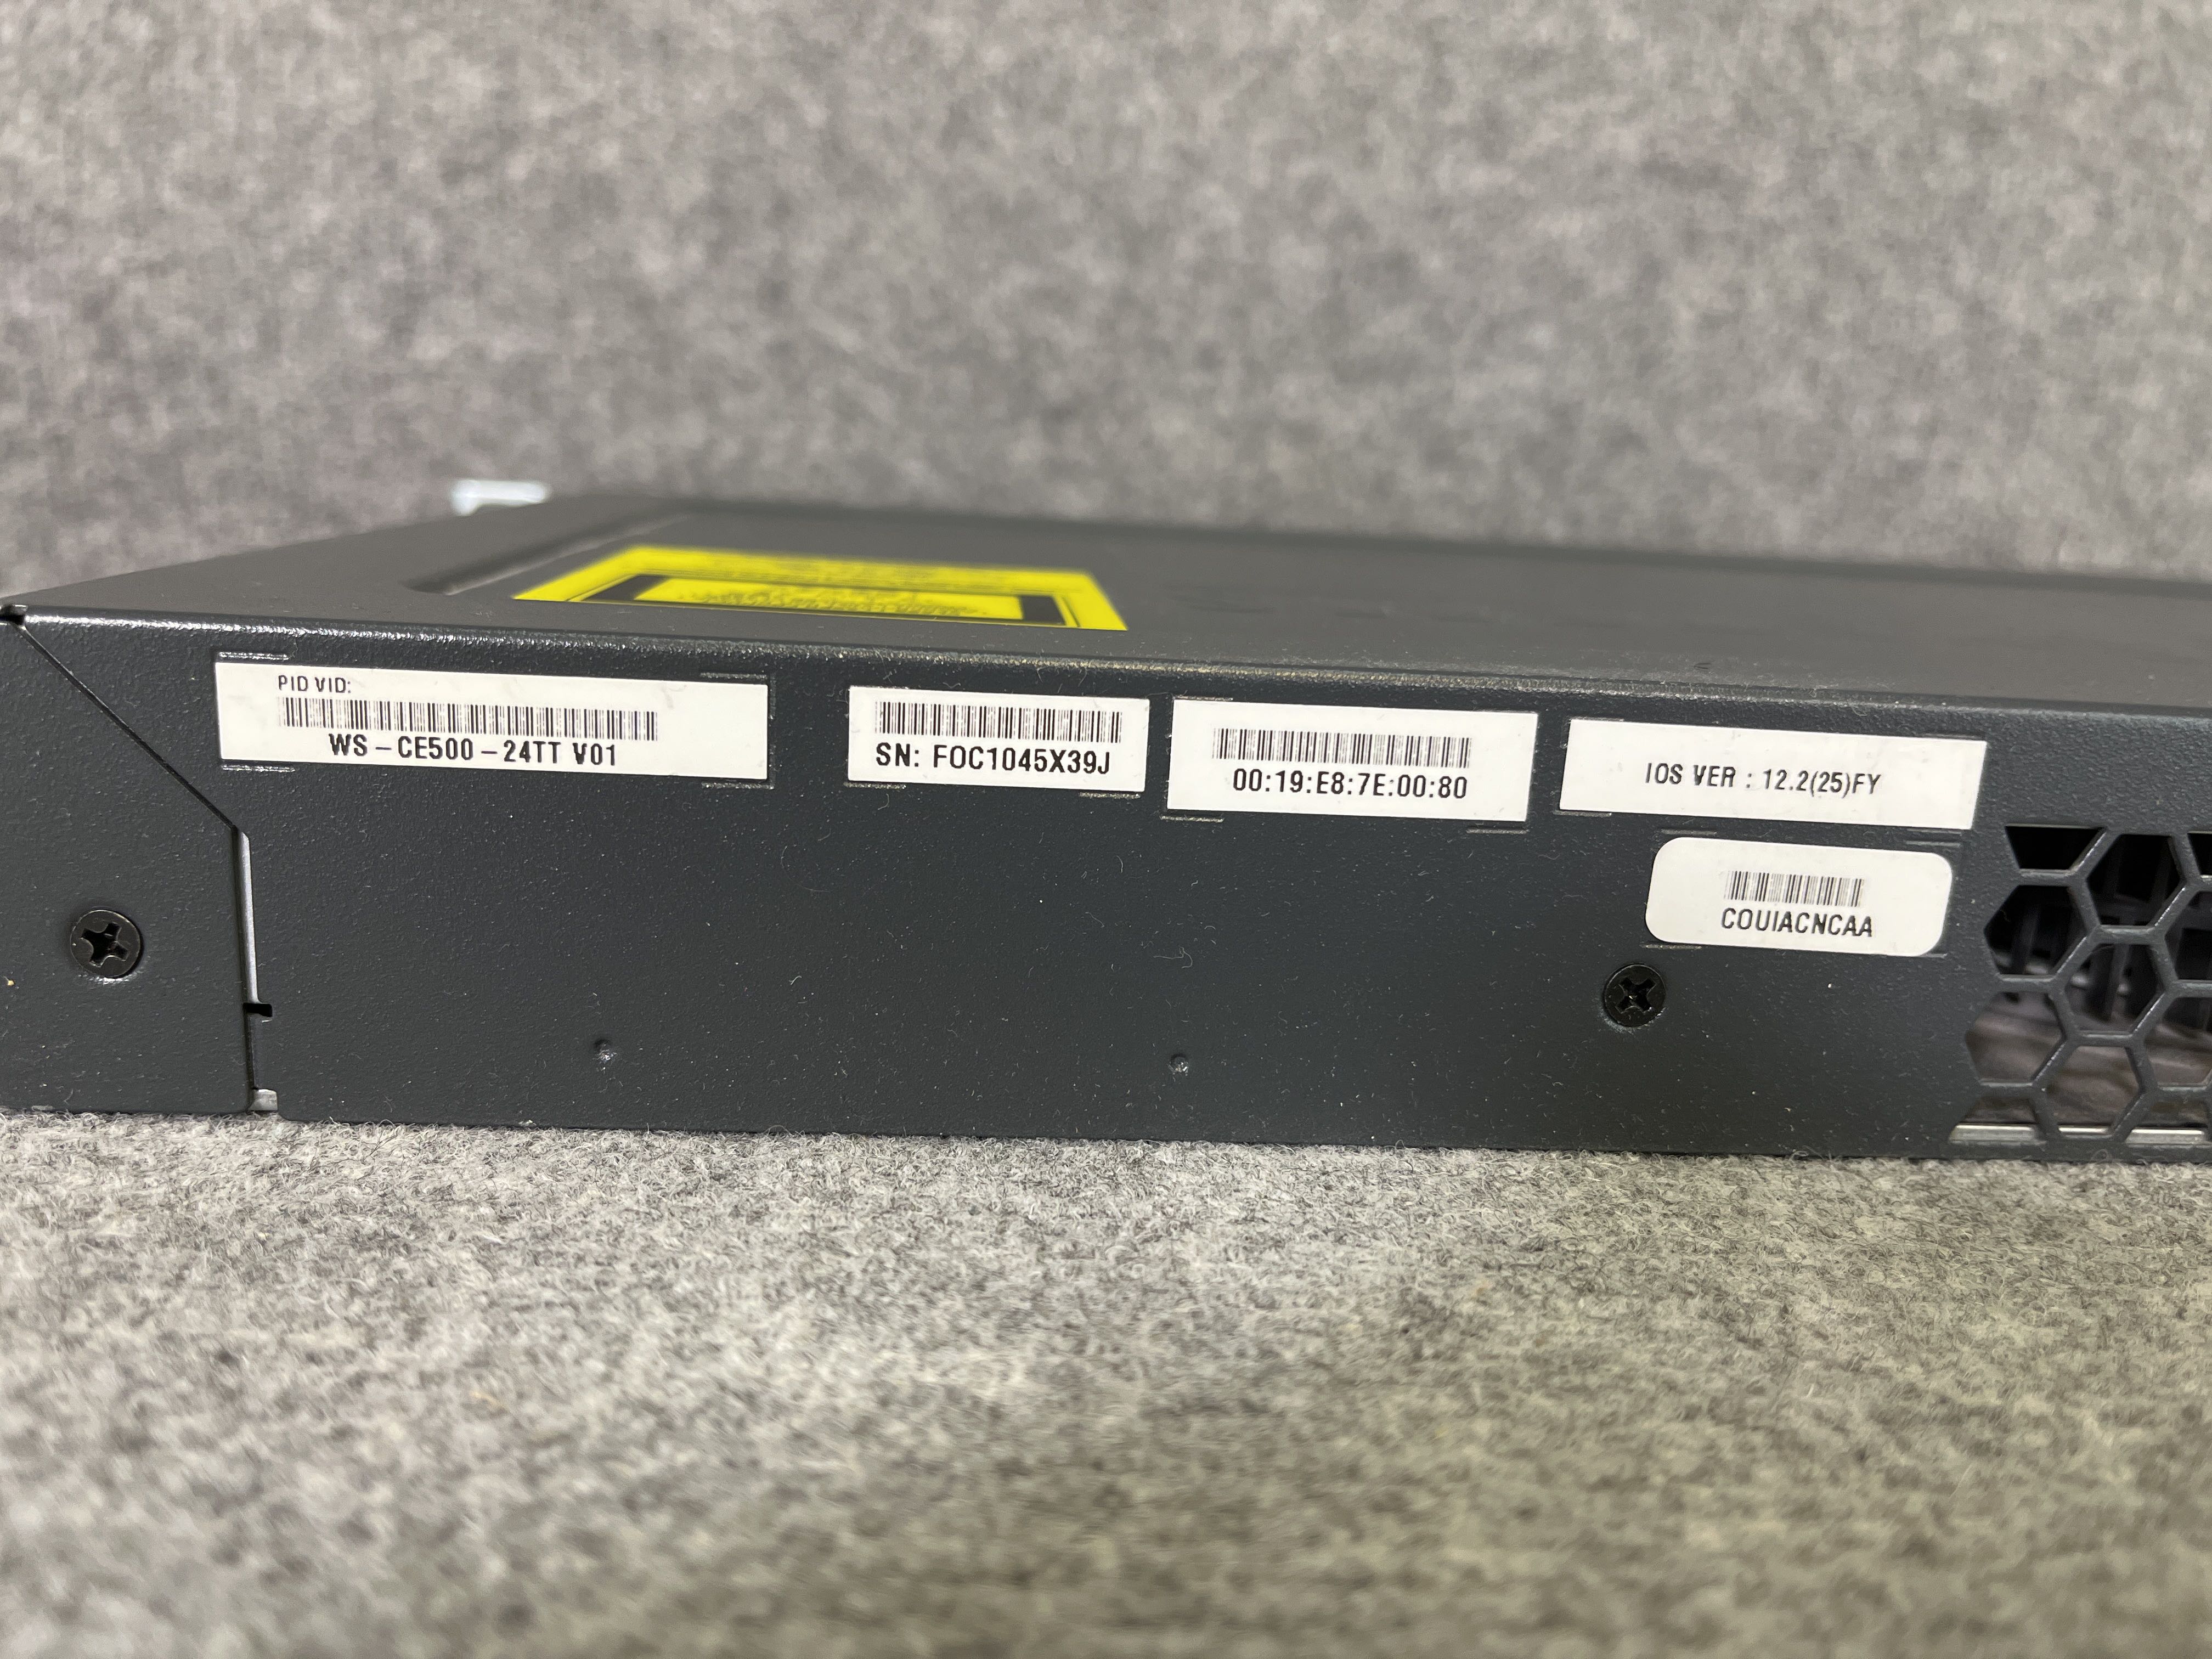 PID VID:
WS-CE500-24TT V01
SN: FOC1045X39J
00:19:E8:7E:00:80
IOS VER : 12.2(25)FY
COUIACNCAA